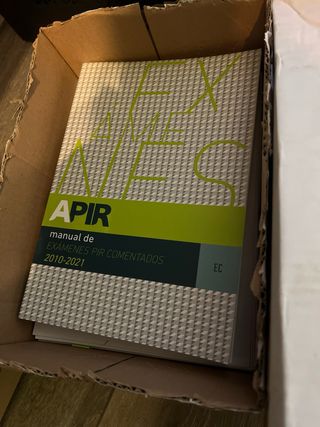 EX
AME
NES
APIR
manual de
EXÁMENES PIR COMENTADOS
2010-2021
EC